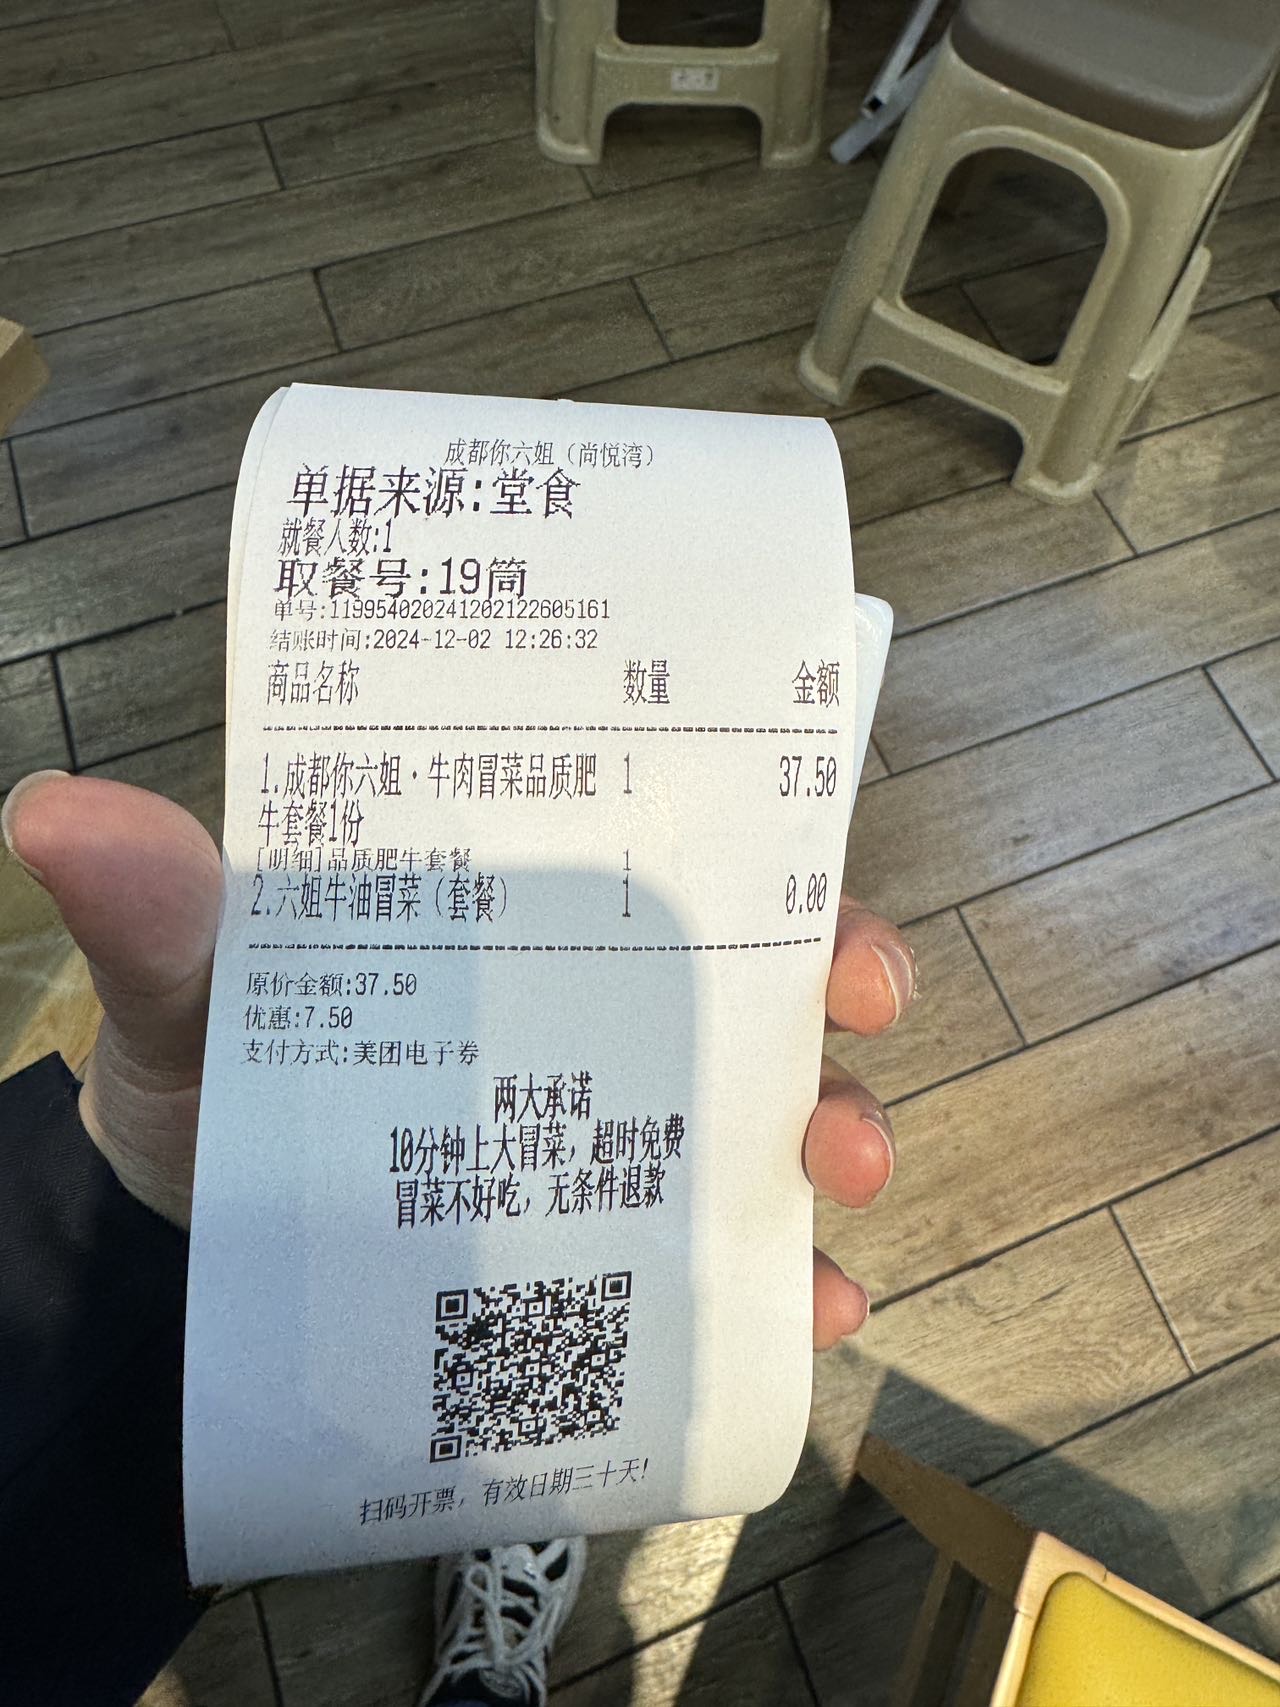 成都你六姐（尚悦湾）
单据来源:堂食
就餐人数:1
取餐号:19筒
单号:119954020241202122605161
结账时间:2024-12-02 12:26:32
商品名称 数量 金额
1.成都你六姐·牛肉冒菜品质肥 1 37.50
牛套餐1份
[明细]品质肥牛套餐 1
2.六姐牛油冒菜（套餐） 1 0.00
原价金额:37.50
优惠:7.50
支付方式:美团电子券
两大承诺
10分钟上大冒菜，超时免费
冒菜不好吃，无条件退款
扫码开票，有效日期三十天!